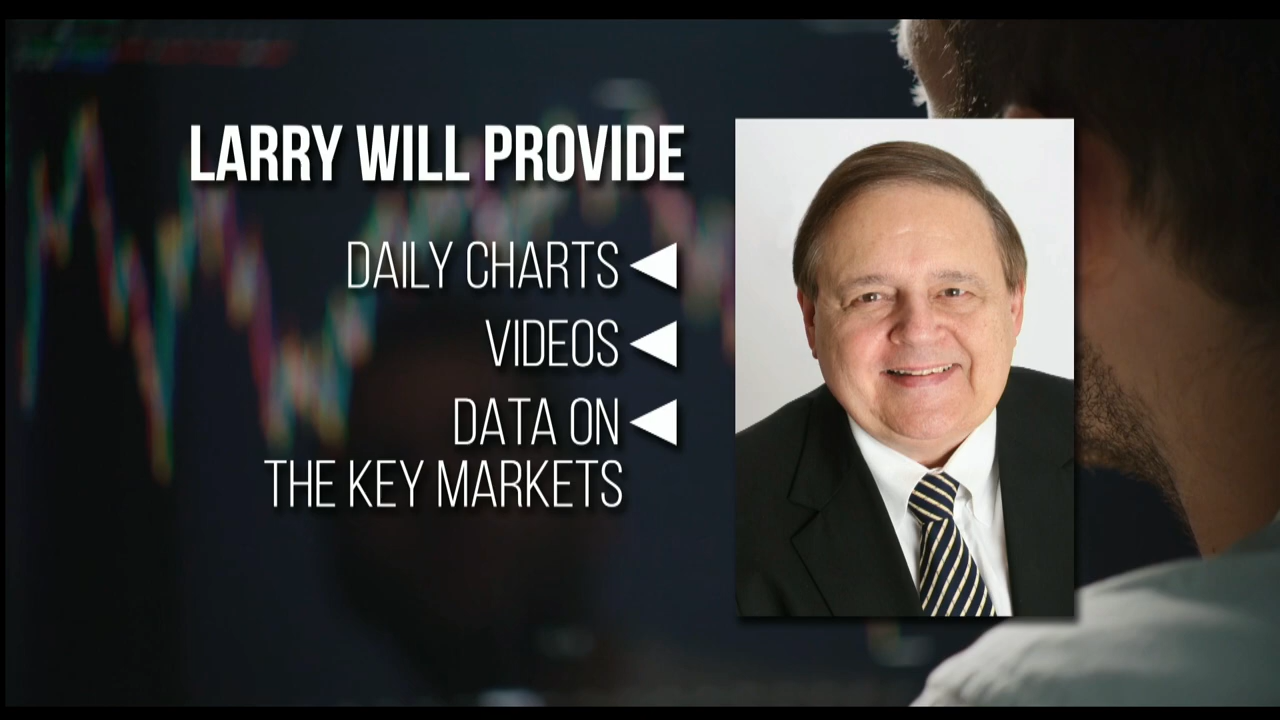 LARRY WILL PROVIDE
DAILY CHARTS
VIDEOS
DATA ON
THE KEY MARKETS